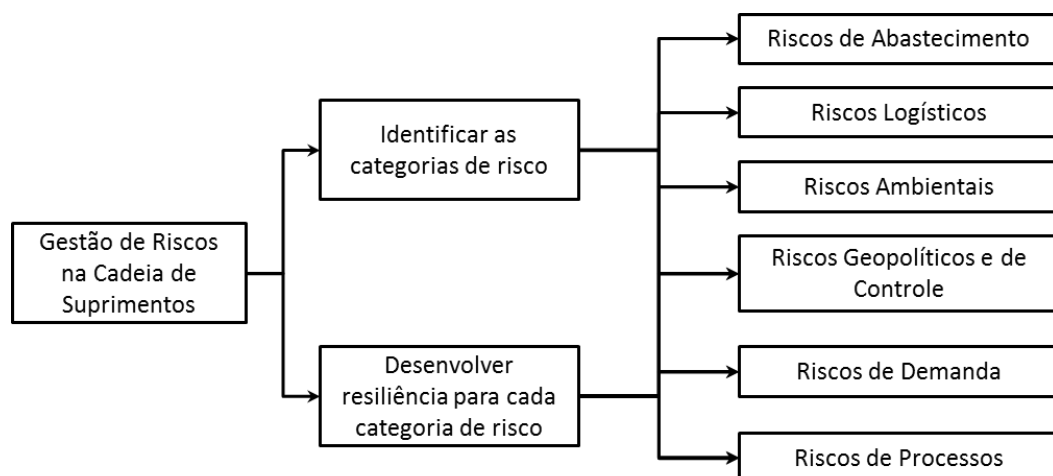 Gestão de Riscos
na Cadeia de
Suprimentos
Identificar as
categorias de risco
Desenvolver
resiliência para cada
categoria de risco
Riscos de Abastecimento
Riscos Logísticos
Riscos Ambientais
Riscos Geopolíticos e de
Controle
Riscos de Demanda
Riscos de Processos